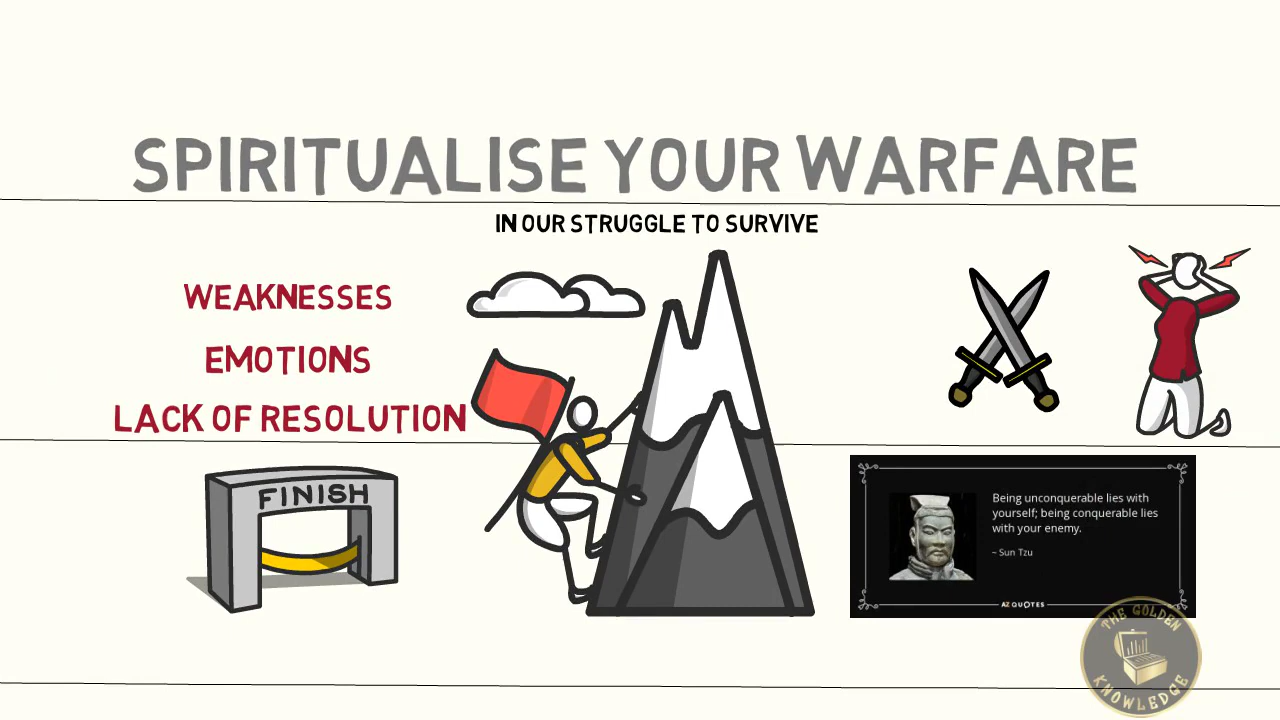 SPIRITUALISE YOUR WARFARE
IN OUR STRUGGLE TO SURVIVE
WEAKNESSES
EMOTIONS
LACK OF RESOLUTION
FINISH
Being unconquerable lies with
yourself; being conquerable lies
with your enemy.
~ Sun Tzu
AZ QUOTES
THE GOLDEN
KNOWLEDGE